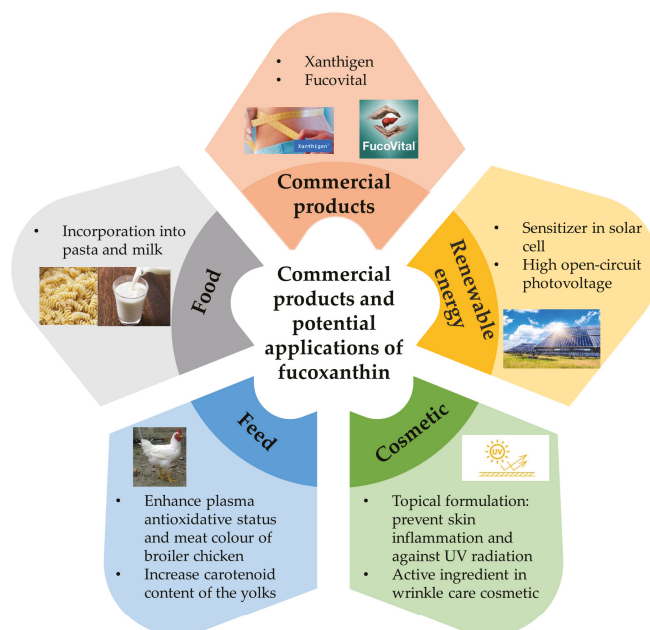 • Xanthigen
• Fucovital
Xanthigen
FucoVital
Commercial
products
• Incorporation into
pasta and milk
Food
• Sensitizer in solar
cell
• High open-circuit
photovoltage
Renewable
energy
Commercial
products and
potential
applications of
fucoxanthin
Feed
• Enhance plasma
antioxidative status
and meat colour of
broiler chicken
• Increase carotenoid
content of the yolks
Cosmetic
UV
• Topical formulation:
prevent skin
inflammation and
against UV radiation
• Active ingredient in
wrinkle care cosmetic